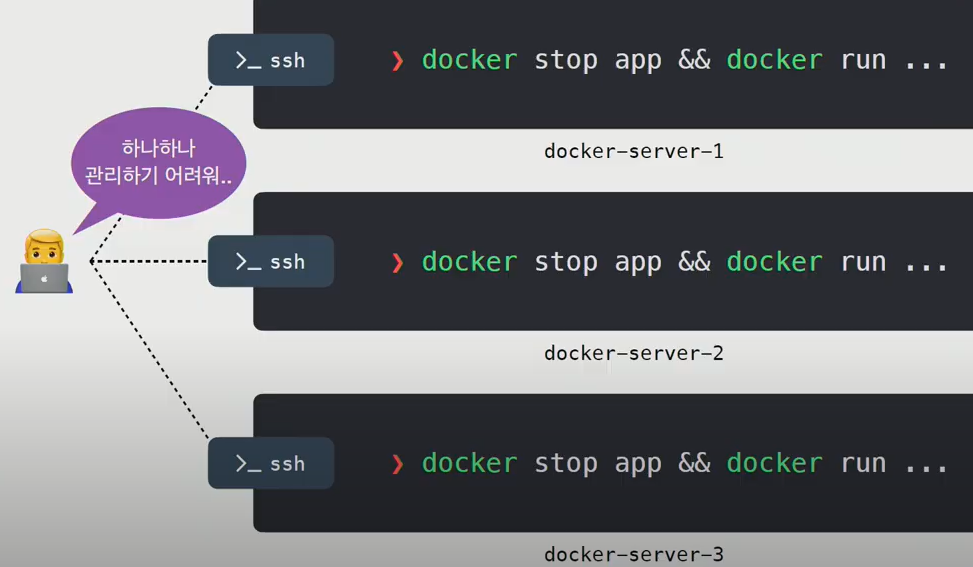 >_ ssh
❯ docker stop app && docker run ...
docker-server-1
하나하나
관리하기 어려워..
>_ ssh
❯ docker stop app && docker run ...
docker-server-2
>_ ssh
❯ docker stop app && docker run ...
docker-server-3